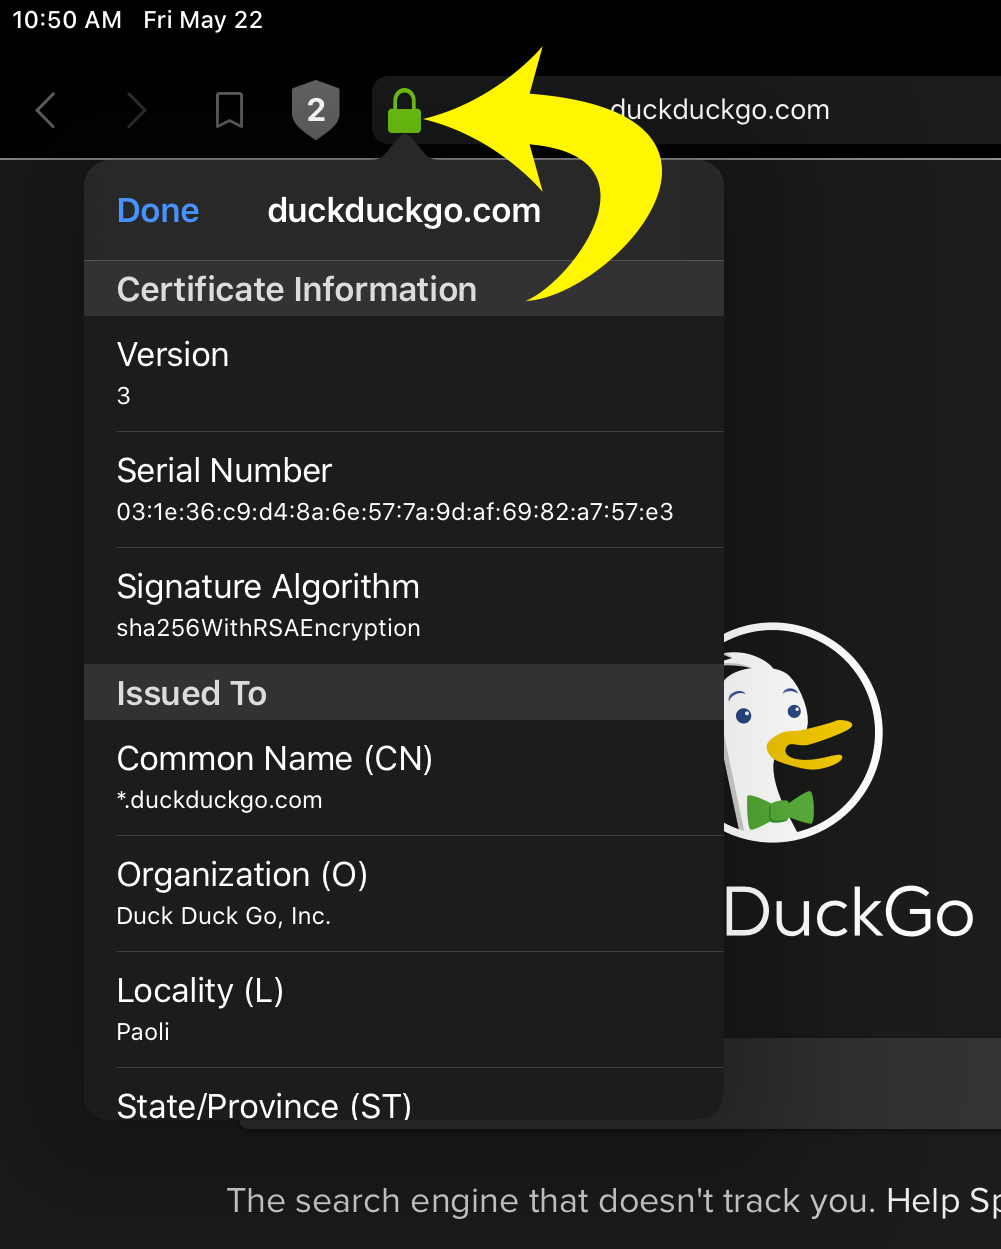 10:50 AM Fri May 22
2
duckduckgo.com
Done duckduckgo.com
Certificate Information
Version
3
Serial Number
03:1e:36:c9:d4:8a:6e:57:7a:9d:af:69:82:a7:57:e3
Signature Algorithm
sha256WithRSAEncryption
Issued To
Common Name (CN)
*.duckduckgo.com
Organization (O)
Duck Duck Go, Inc.
Locality (L)
Paoli
State/Province (ST)
DuckGo
The search engine that doesn't track you. Help Sp